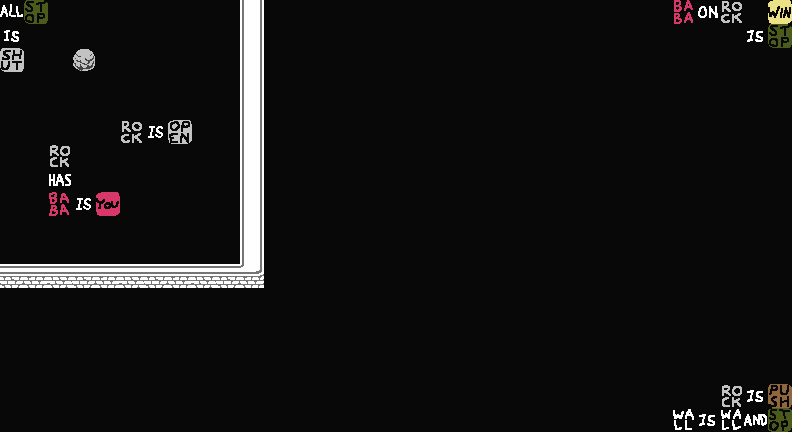 ALL STOP
IS
SHUT
ROCK IS OPEN
ROCK
HAS
BABA IS YOU
BABA ON ROCK WIN
IS STOP
ROCK IS PUSH
WALL IS WALL AND STOP